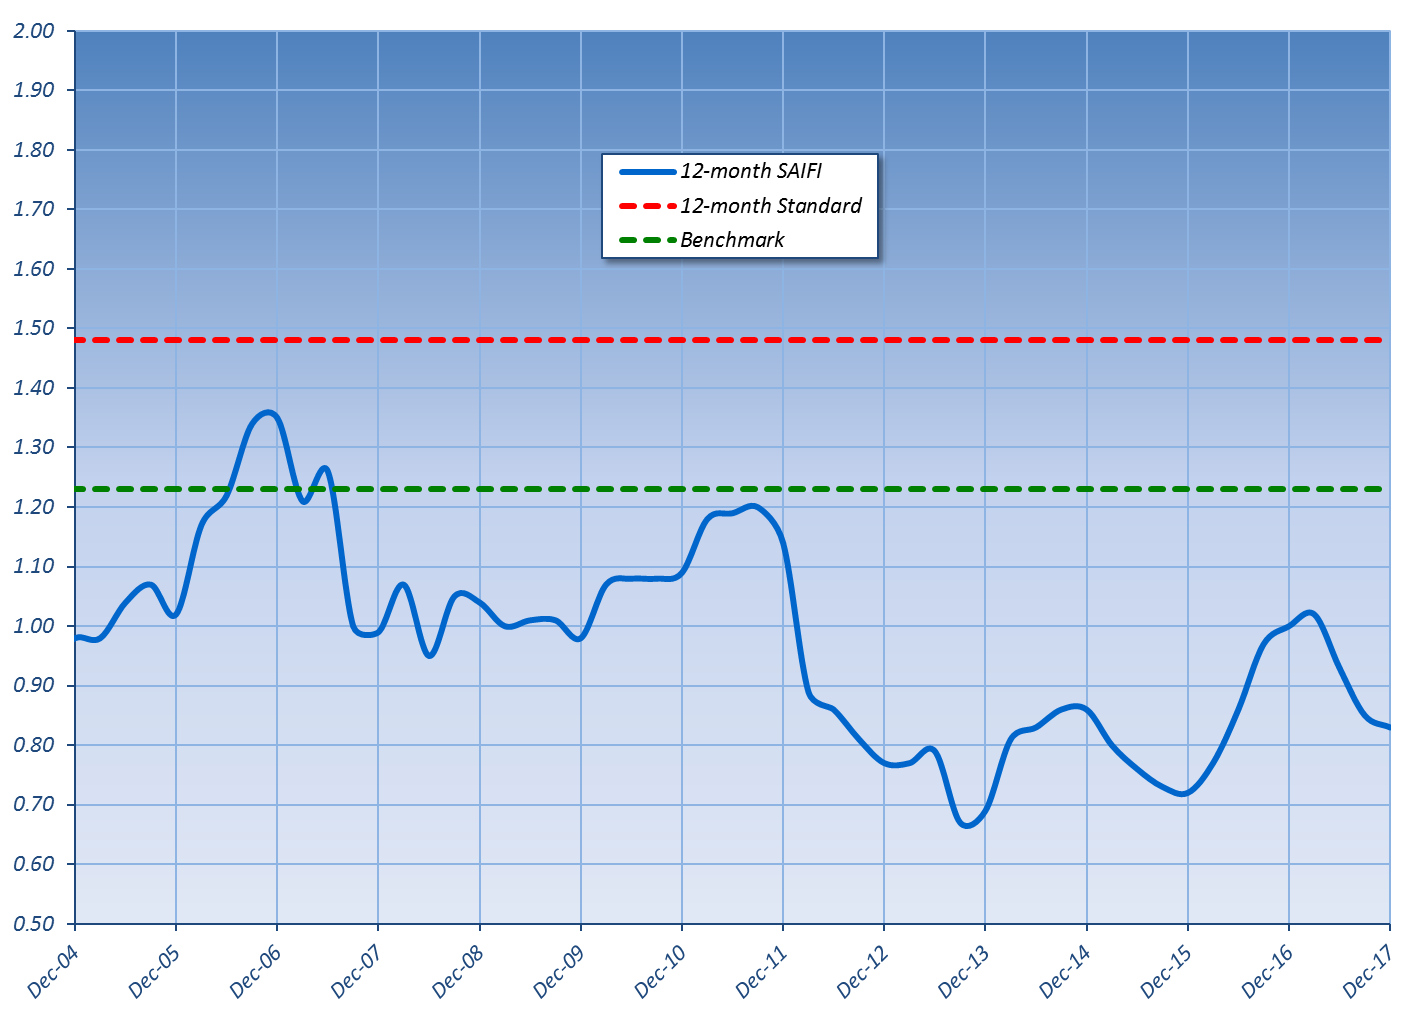 2.00
1.90
1.80
1.70
1.60
1.50
1.40
1.30
1.20
1.10
1.00
0.90
0.80
0.70
0.60
0.50
12-month SAIFI
12-month Standard
Benchmark
Dec-04
Dec-05
Dec-06
Dec-07
Dec-08
Dec-09
Dec-10
Dec-11
Dec-12
Dec-13
Dec-14
Dec-15
Dec-16
Dec-17